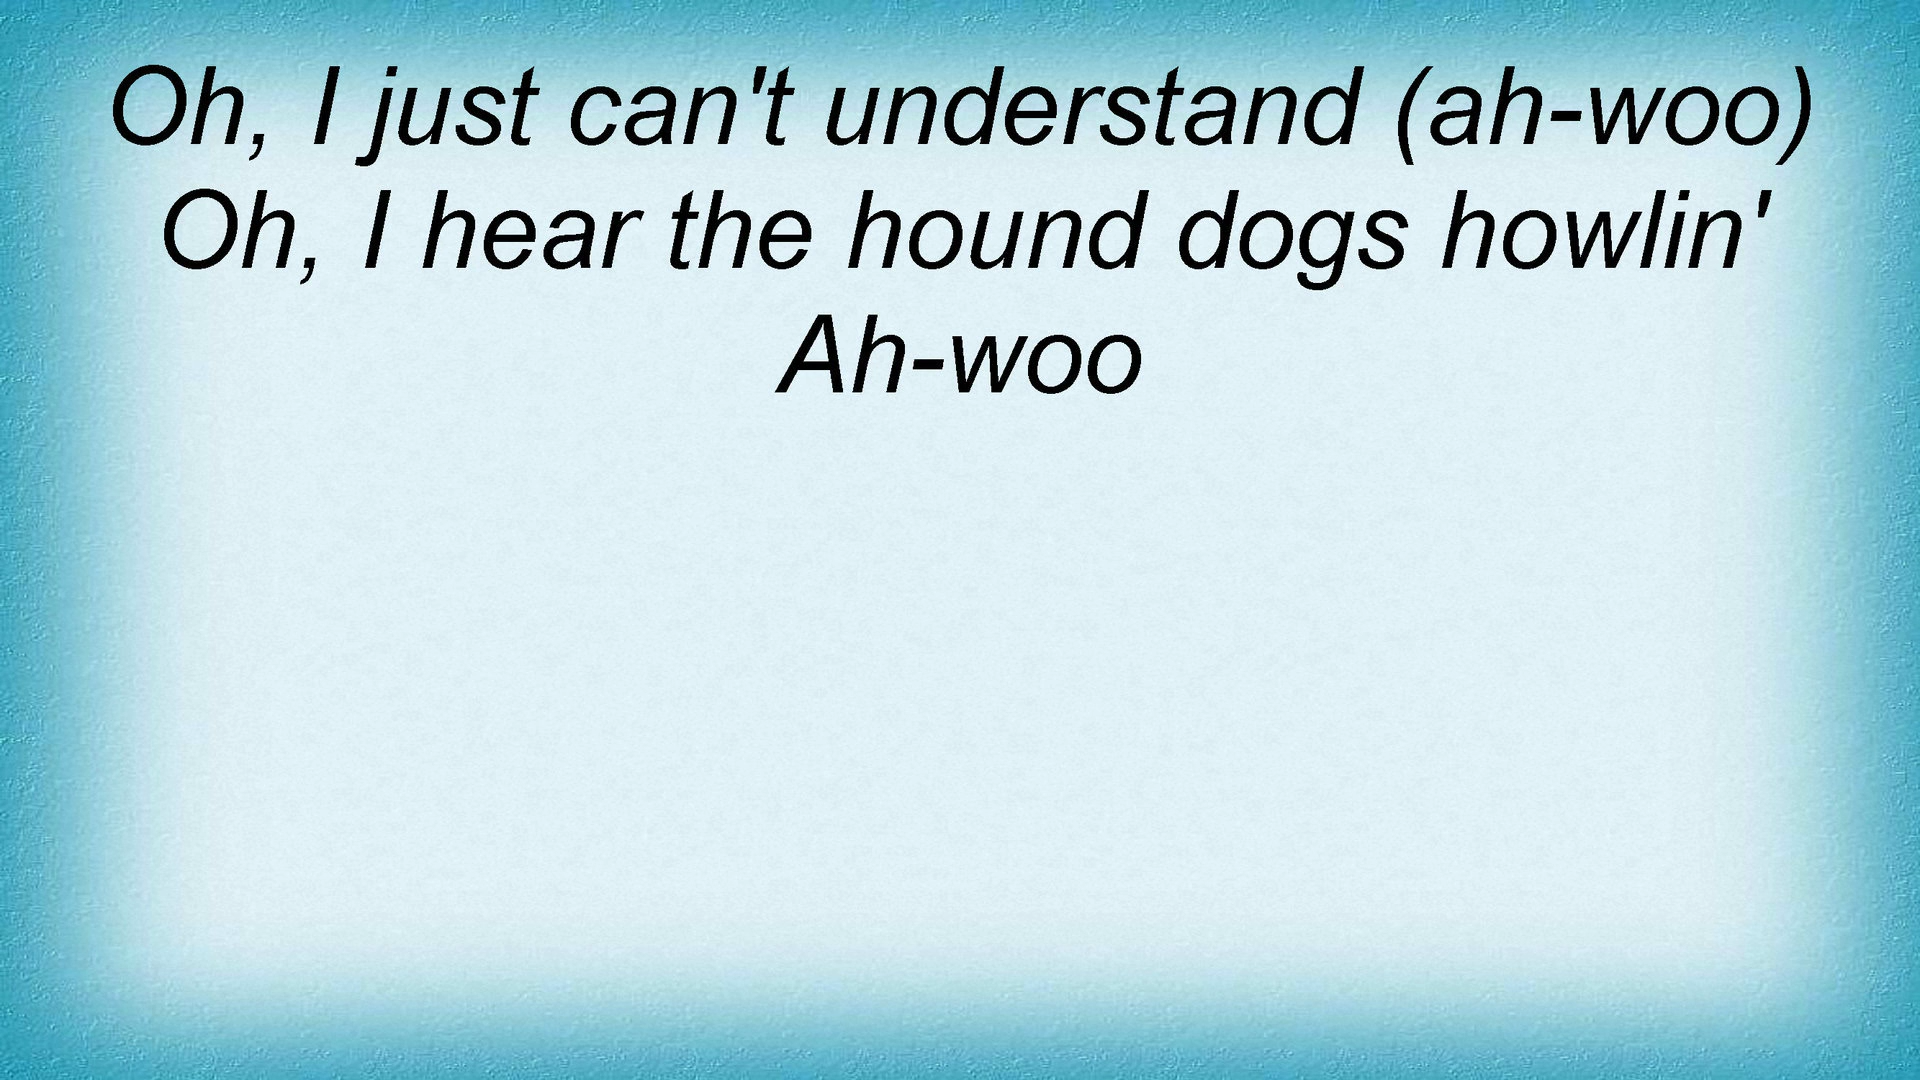 Oh, I just can't understand (ah-woo)
Oh, I hear the hound dogs howlin'
Ah-woo